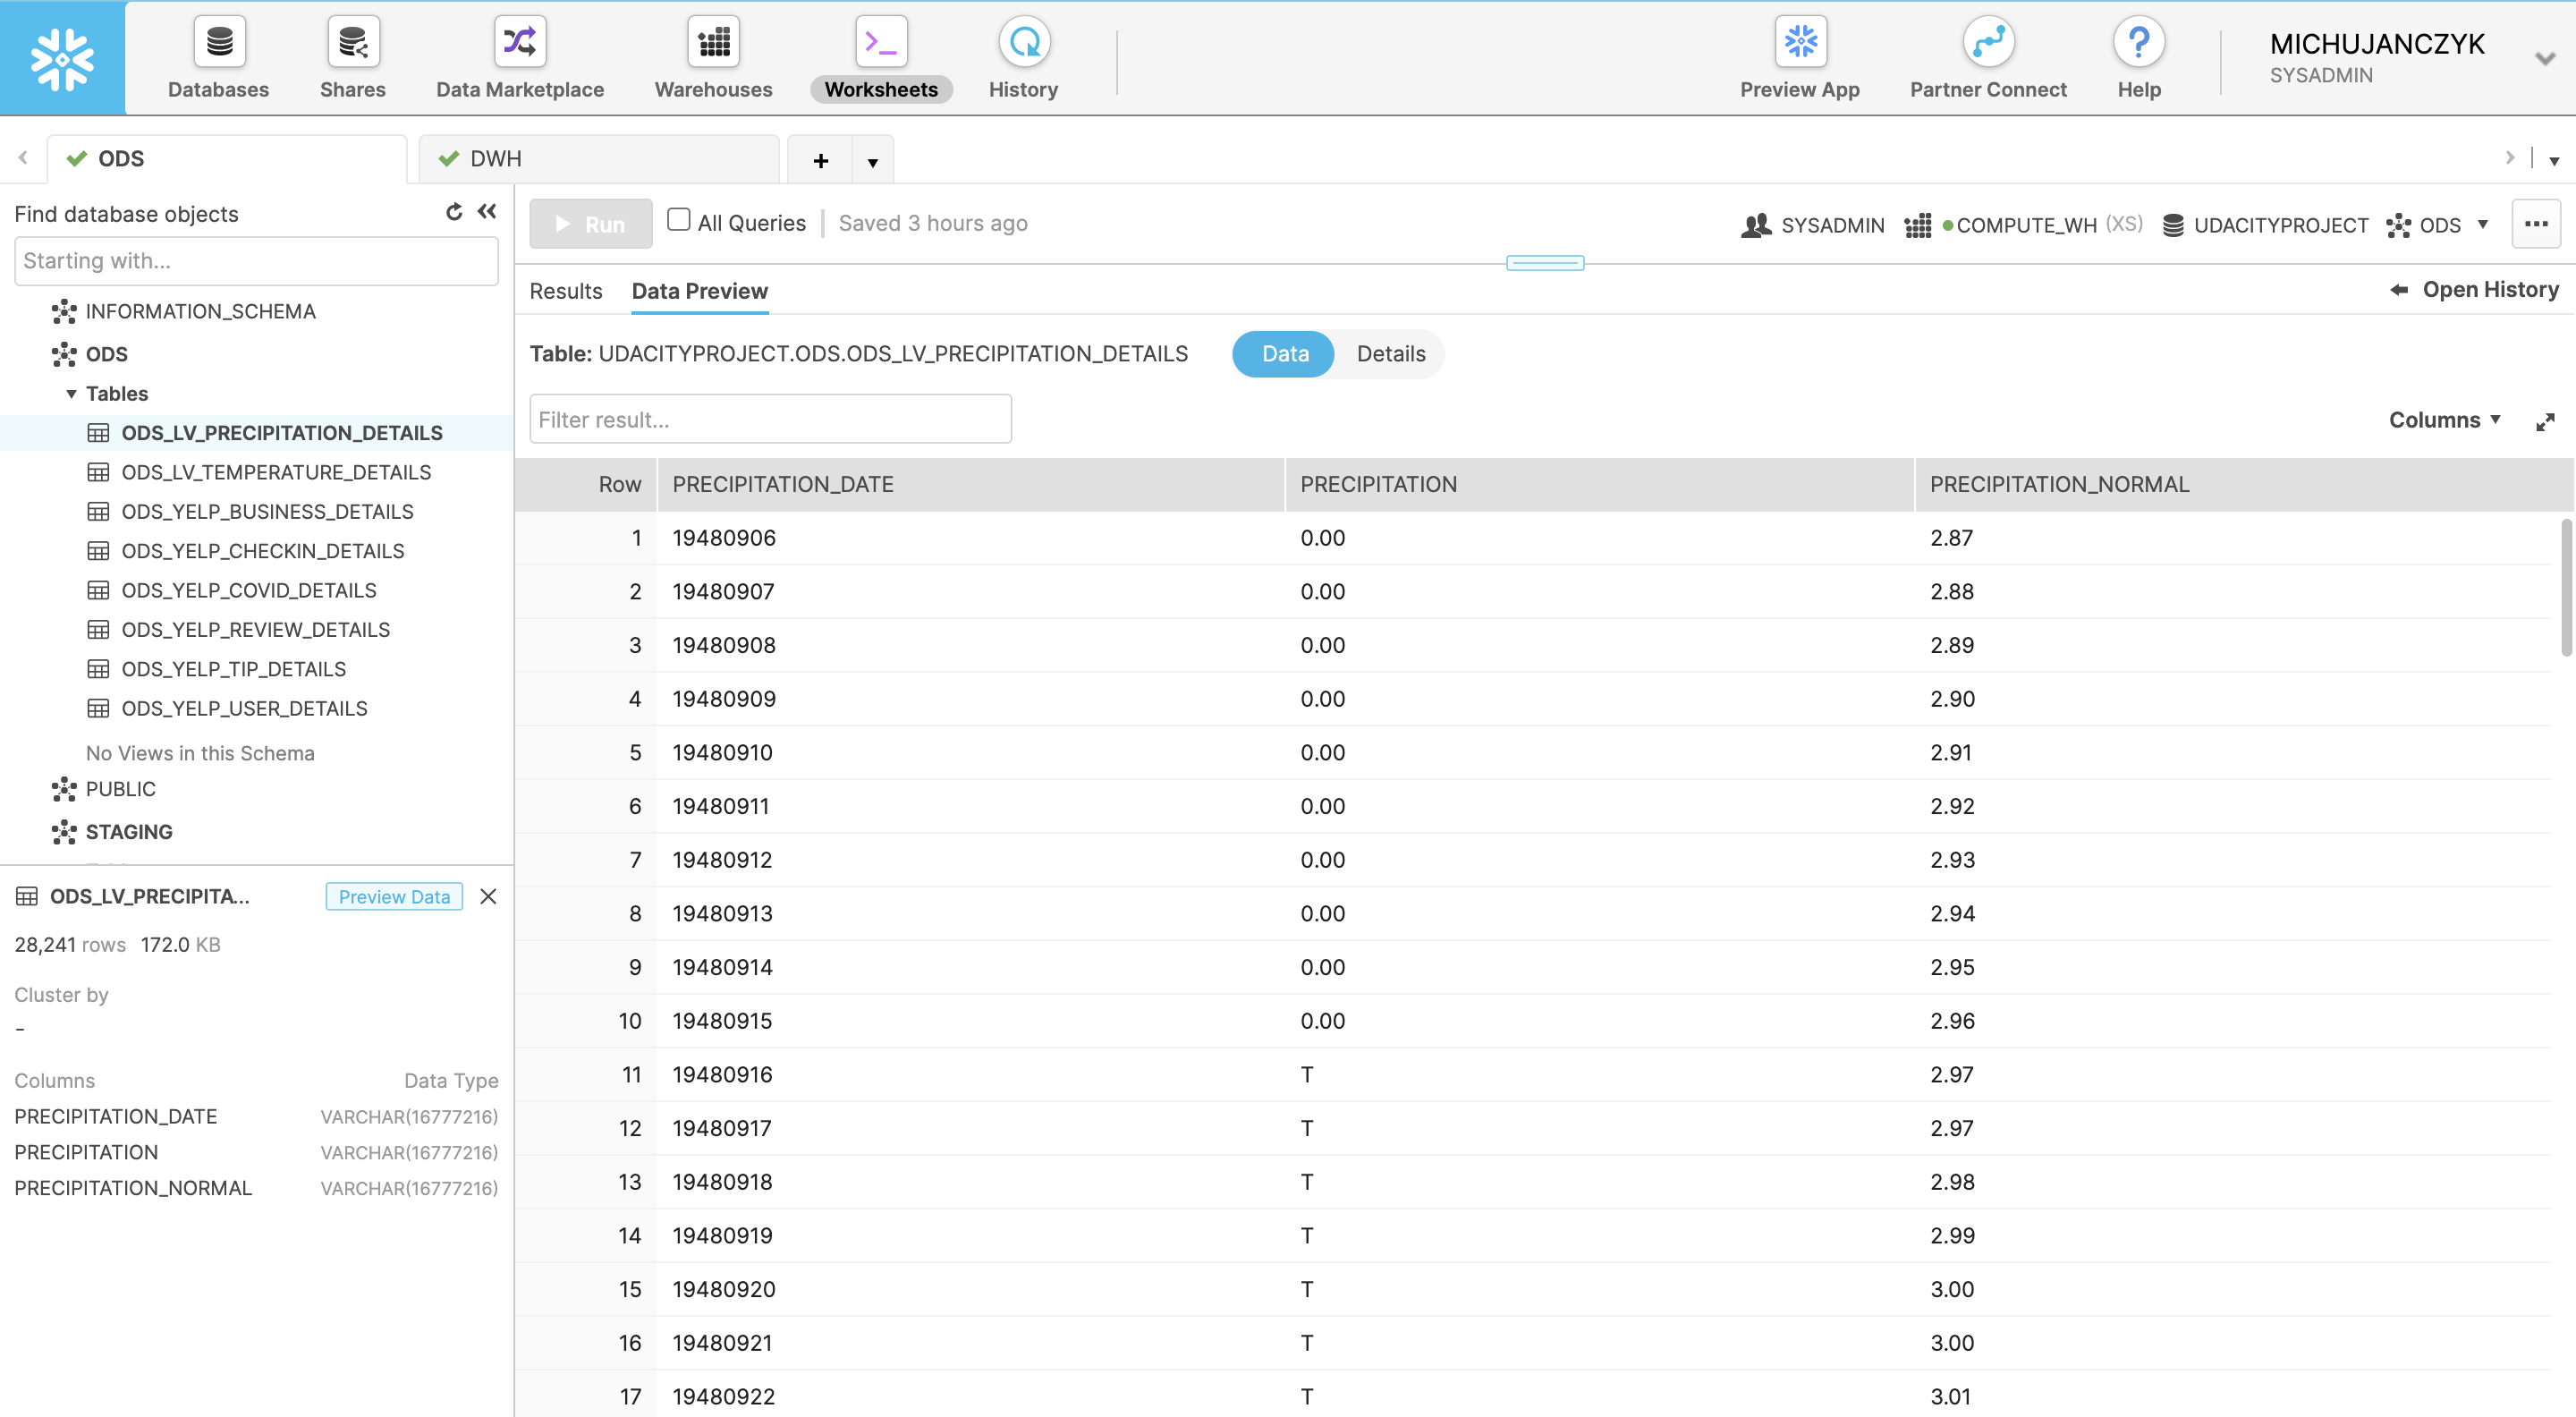 Databases
Shares
Data Marketplace
Warehouses
Worksheets
History
Preview App
Partner Connect
Help
MICHUJANCZYK
SYSADMIN
ODS
DWH
Find database objects
Starting with...
INFORMATION_SCHEMA
ODS
Tables
ODS_LV_PRECIPITATION_DETAILS
ODS_LV_TEMPERATURE_DETAILS
ODS_YELP_BUSINESS_DETAILS
ODS_YELP_CHECKIN_DETAILS
ODS_YELP_COVID_DETAILS
ODS_YELP_REVIEW_DETAILS
ODS_YELP_TIP_DETAILS
ODS_YELP_USER_DETAILS
No Views in this Schema
PUBLIC
STAGING
ODS_LV_PRECIPITA... Preview Data
28,241 rows 172.0 KB
Cluster by
-
Columns Data Type
PRECIPITATION_DATE VARCHAR(16777216)
PRECIPITATION VARCHAR(16777216)
PRECIPITATION_NORMAL VARCHAR(16777216)
Run All Queries Saved 3 hours ago SYSADMIN COMPUTE_WH (XS) UDACITYPROJECT ODS
Results Data Preview Open History
Table: UDACITYPROJECT.ODS.ODS_LV_PRECIPITATION_DETAILS Data Details
Filter result... Columns
Row PRECIPITATION_DATE PRECIPITATION PRECIPITATION_NORMAL
1 19480906 0.00 2.87
2 19480907 0.00 2.88
3 19480908 0.00 2.89
4 19480909 0.00 2.90
5 19480910 0.00 2.91
6 19480911 0.00 2.92
7 19480912 0.00 2.93
8 19480913 0.00 2.94
9 19480914 0.00 2.95
10 19480915 0.00 2.96
11 19480916 T 2.97
12 19480917 T 2.97
13 19480918 T 2.98
14 19480919 T 2.99
15 19480920 T 3.00
16 19480921 T 3.00
17 19480922 T 3.01